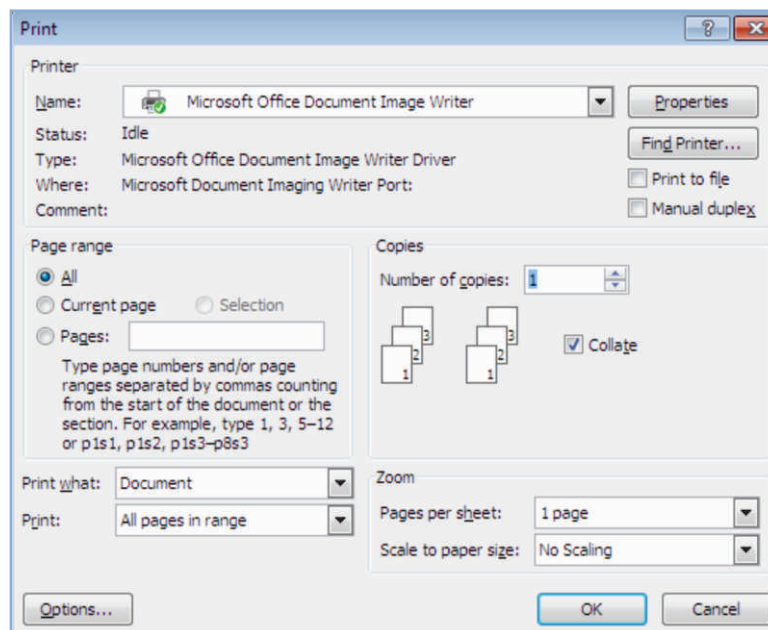 Print
Printer
Name: Microsoft Office Document Image Writer Properties
Status: Idle
Find Printer...
Type: Microsoft Office Document Image Writer Driver
Where: Microsoft Document Imaging Writer Port:
Print to file
Comment:
Manual duplex
Page range
All
Current page Selection
Pages:
Type page numbers and/or page
ranges separated by commas counting
from the start of the document or the
section. For example, type 1, 3, 5–12
or p1s1, p1s2, p1s3–p8s3
Copies
Number of copies: 1
3 3
2 2
1 1
Collate
Print what: Document
Print: All pages in range
Zoom
Pages per sheet: 1 page
Scale to paper size: No Scaling
Options... OK Cancel